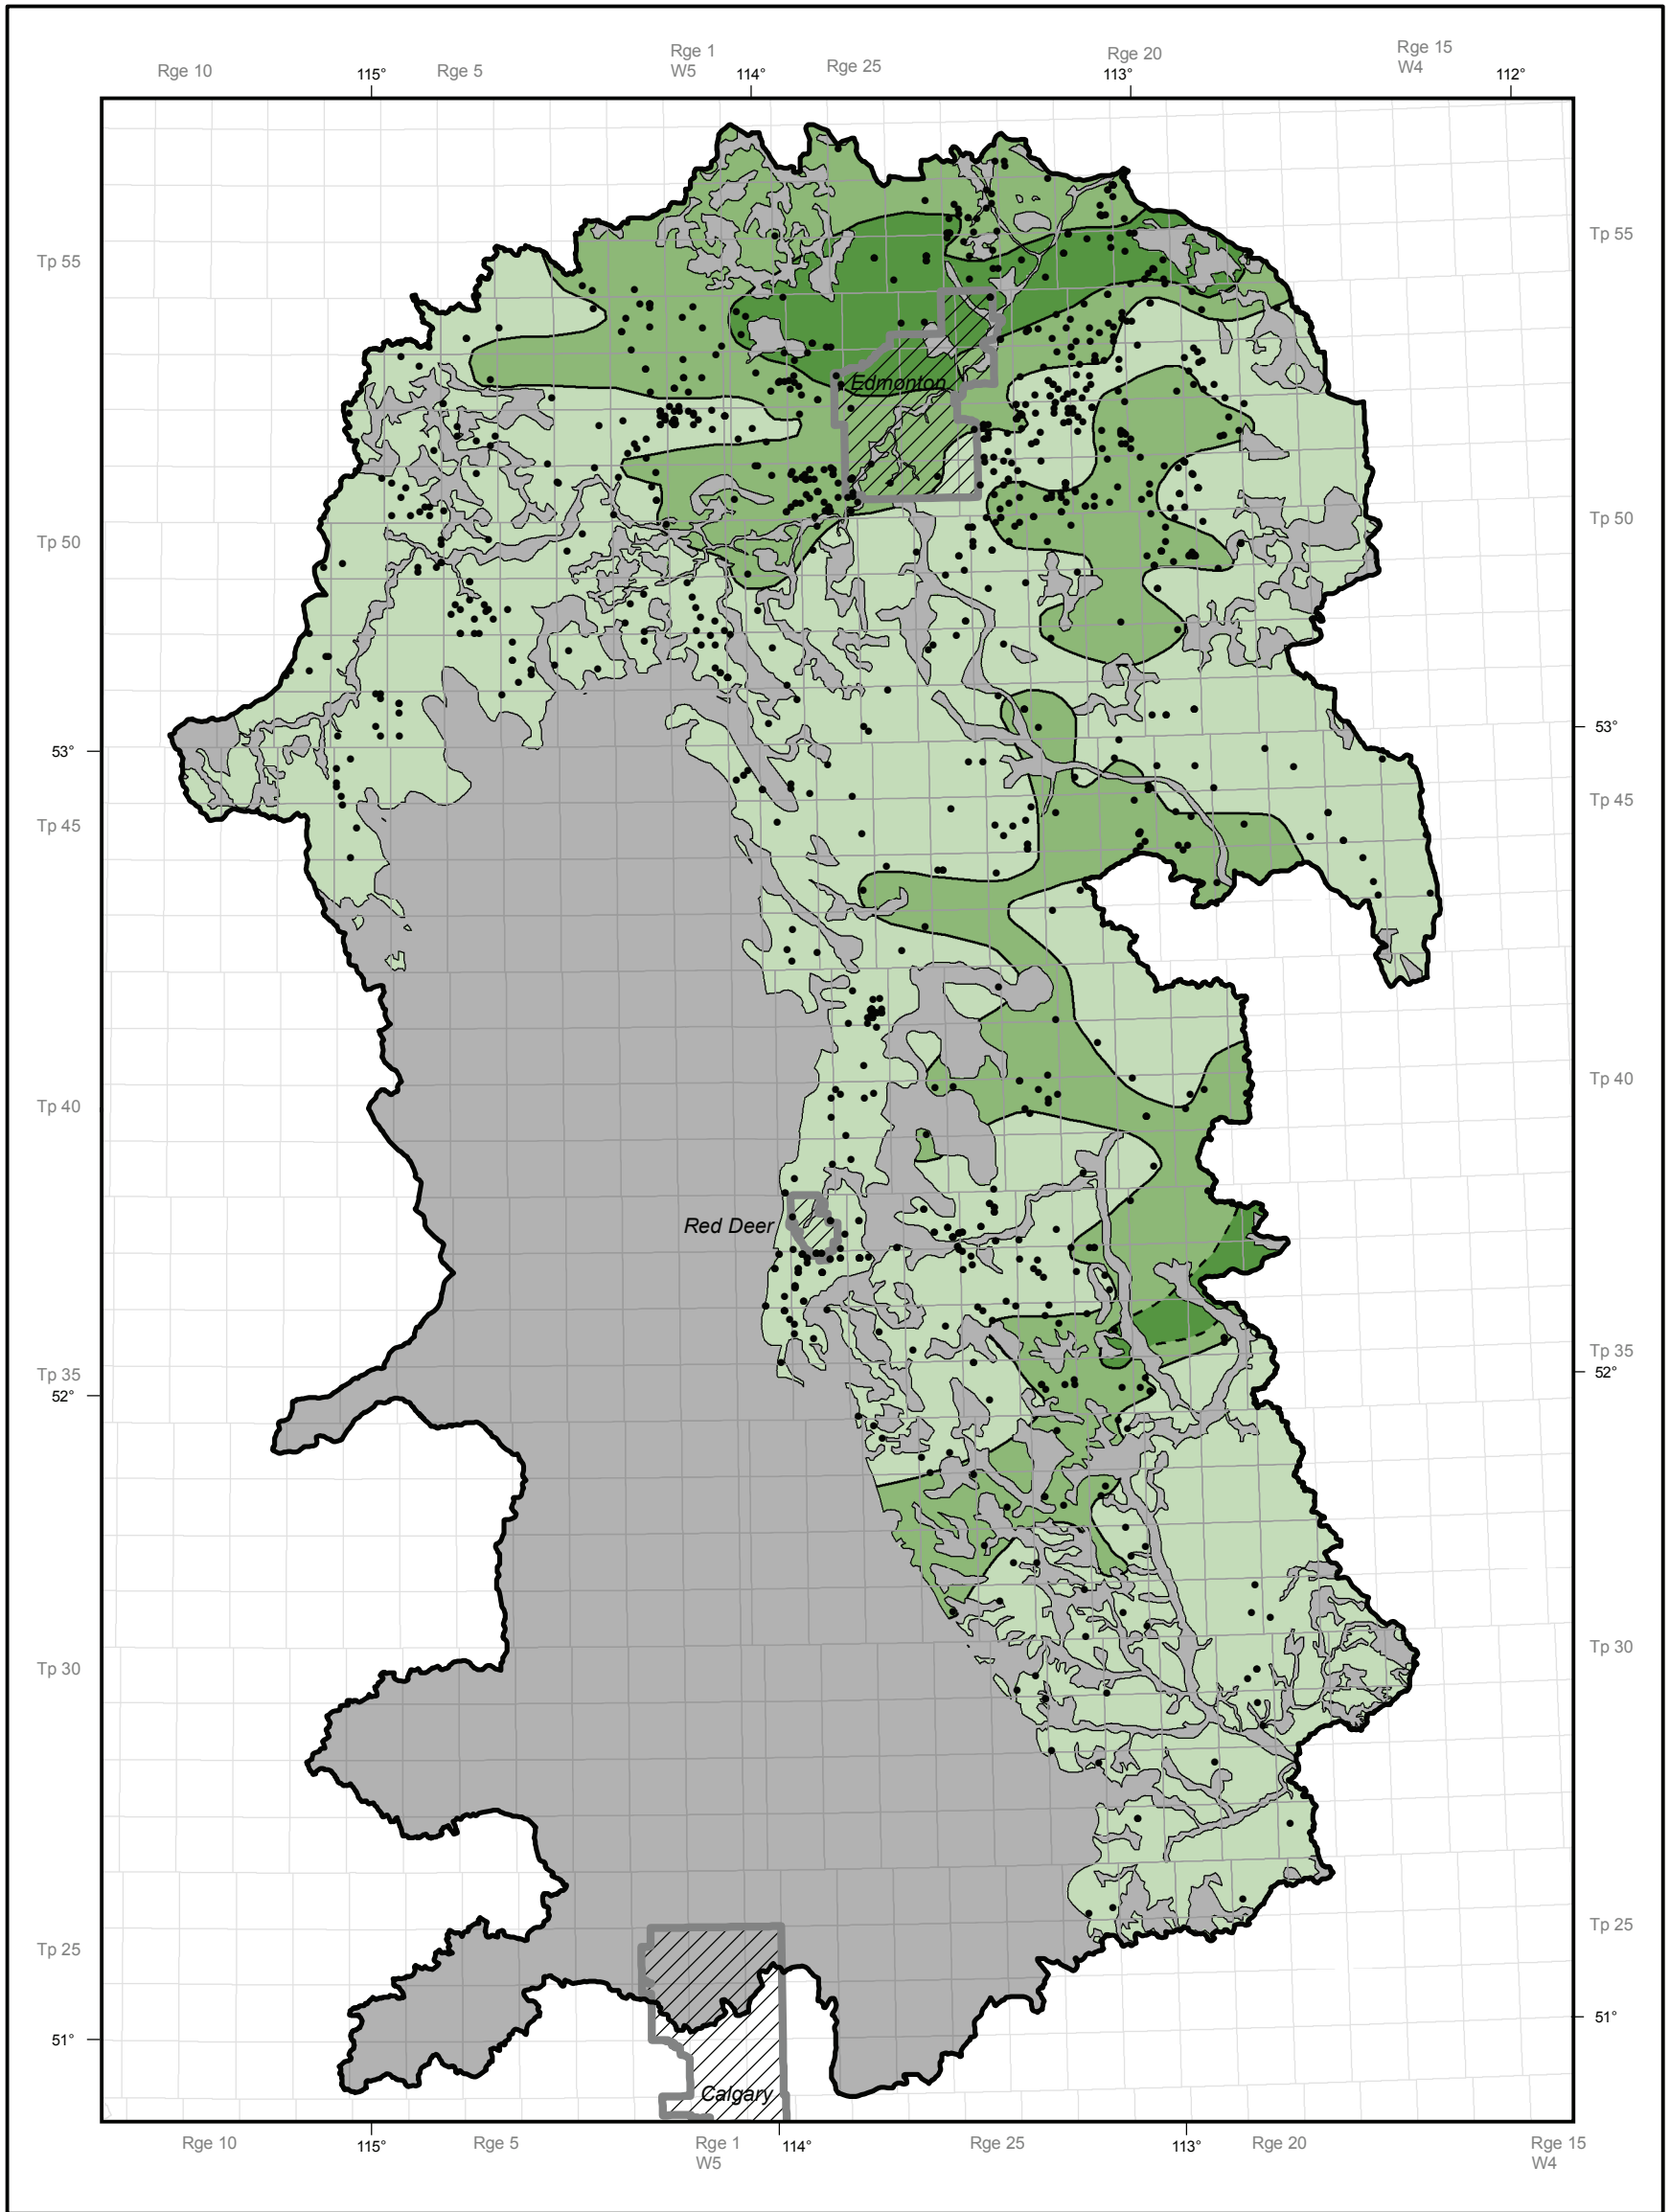 Rge 10
115°
Rge 5
Rge 1
W5
114°
Rge 25
Rge 20
113°
Rge 15
W4
112°
Tp 55
Tp 55
Edmonton
Tp 50
Tp 50
53°
53°
Tp 45
Tp 45
Tp 40
Tp 40
Red Deer
Tp 35
Tp 35
52°
52°
Tp 30
Tp 30
Tp 25
Tp 25
51°
51°
Calgary
Rge 10
115°
Rge 5
Rge 1
W5
114°
Rge 25
113°
Rge 20
Rge 15
W4